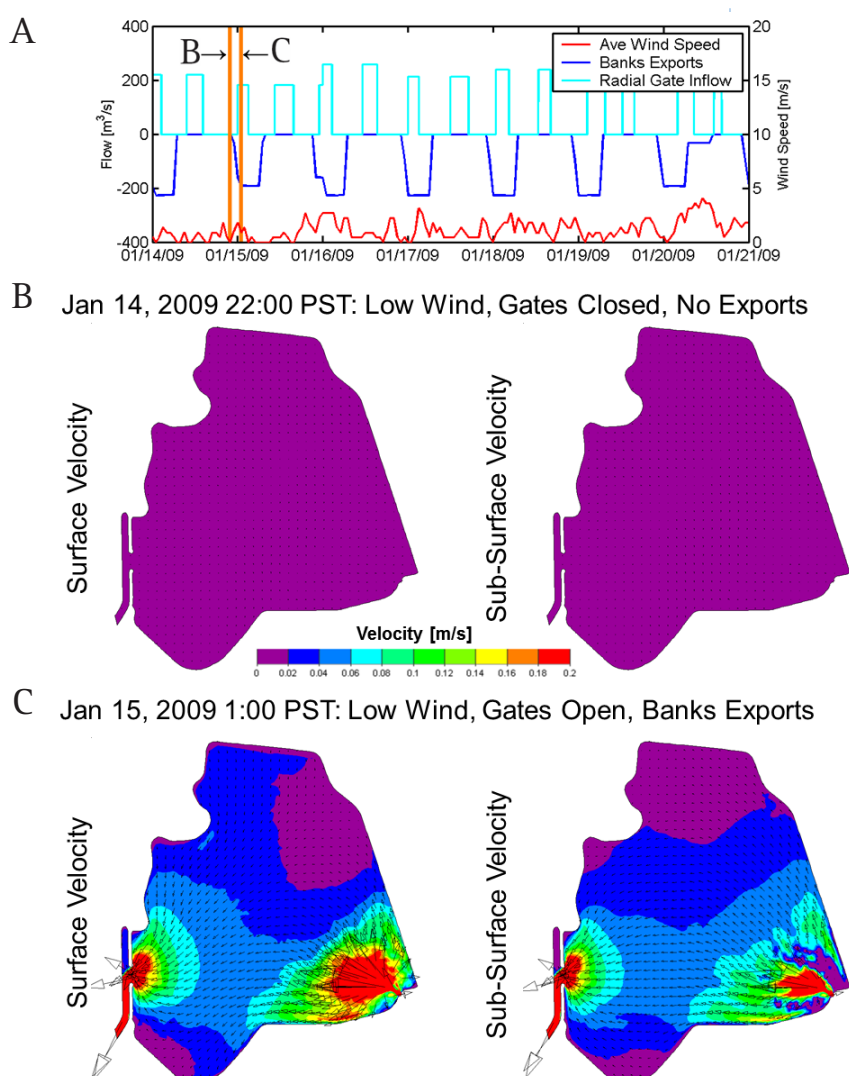 A
400
200
0
-200
-400
Flow [m³/s]
B
C
Ave Wind Speed
Banks Exports
Radial Gate Inflow
20
15
10
5
0
Wind Speed [m/s]
01/14/09 01/15/09 01/16/09 01/17/09 01/18/09 01/19/09 01/20/09 01/21/09
B Jan 14, 2009 22:00 PST: Low Wind, Gates Closed, No Exports
Surface Velocity
Sub-Surface Velocity
Velocity [m/s]
0 0.02 0.04 0.06 0.08 0.1 0.12 0.14 0.16 0.18 0.2
C Jan 15, 2009 1:00 PST: Low Wind, Gates Open, Banks Exports
Surface Velocity
Sub-Surface Velocity